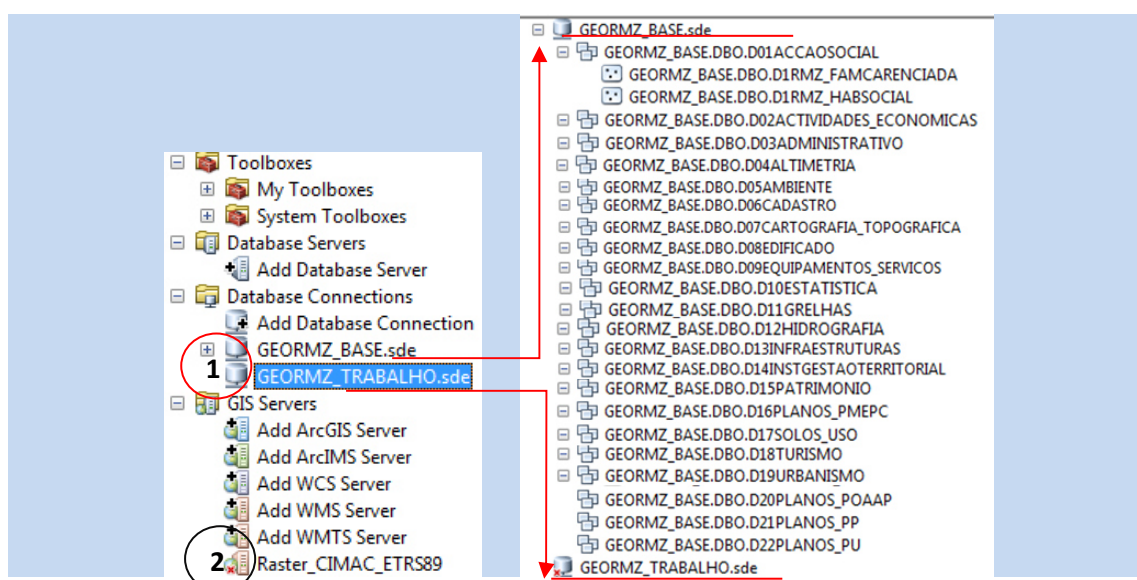 Toolboxes
My Toolboxes
System Toolboxes
Database Servers
Add Database Server
Database Connections
Add Database Connection
1
GEORMZ_BASE.sde
GEORMZ_TRABALHO.sde
GIS Servers
Add ArcGIS Server
Add ArcIMS Server
Add WCS Server
Add WMS Server
Add WMTS Server
2
Raster_CIMAC_ETRS89
GEORMZ_BASE.sde
GEORMZ_BASE.DBO.D01ACCAOSOCIAL
GEORMZ_BASE.DBO.D1RMZ_FAMCARENCIADA
GEORMZ_BASE.DBO.D1RMZ_HABSOCIAL
GEORMZ_BASE.DBO.D02ACTIVIDADES_ECONOMICAS
GEORMZ_BASE.DBO.D03ADMINISTRATIVO
GEORMZ_BASE.DBO.D04ALTIMETRIA
GEORMZ_BASE.DBO.D05AMBIENTE
GEORMZ_BASE.DBO.D06CADASTRO
GEORMZ_BASE.DBO.D07CARTOGRAFIA_TOPOGRAFICA
GEORMZ_BASE.DBO.D08EDIFICADO
GEORMZ_BASE.DBO.D09EQUIPAMENTOS_SERVICOS
GEORMZ_BASE.DBO.D10ESTATISTICA
GEORMZ_BASE.DBO.D11GRELHAS
GEORMZ_BASE.DBO.D12HIDROGRAFIA
GEORMZ_BASE.DBO.D13INFRAESTRUTURAS
GEORMZ_BASE.DBO.D14INSTGESTAOTERRITORIAL
GEORMZ_BASE.DBO.D15PATRIMONIO
GEORMZ_BASE.DBO.D16PLANOS_PMEPC
GEORMZ_BASE.DBO.D17SOLOS_USO
GEORMZ_BASE.DBO.D18TURISMO
GEORMZ_BASE.DBO.D19URBANISMO
GEORMZ_BASE.DBO.D20PLANOS_POAAP
GEORMZ_BASE.DBO.D21PLANOS_PP
GEORMZ_BASE.DBO.D22PLANOS_PU
GEORMZ_TRABALHO.sde